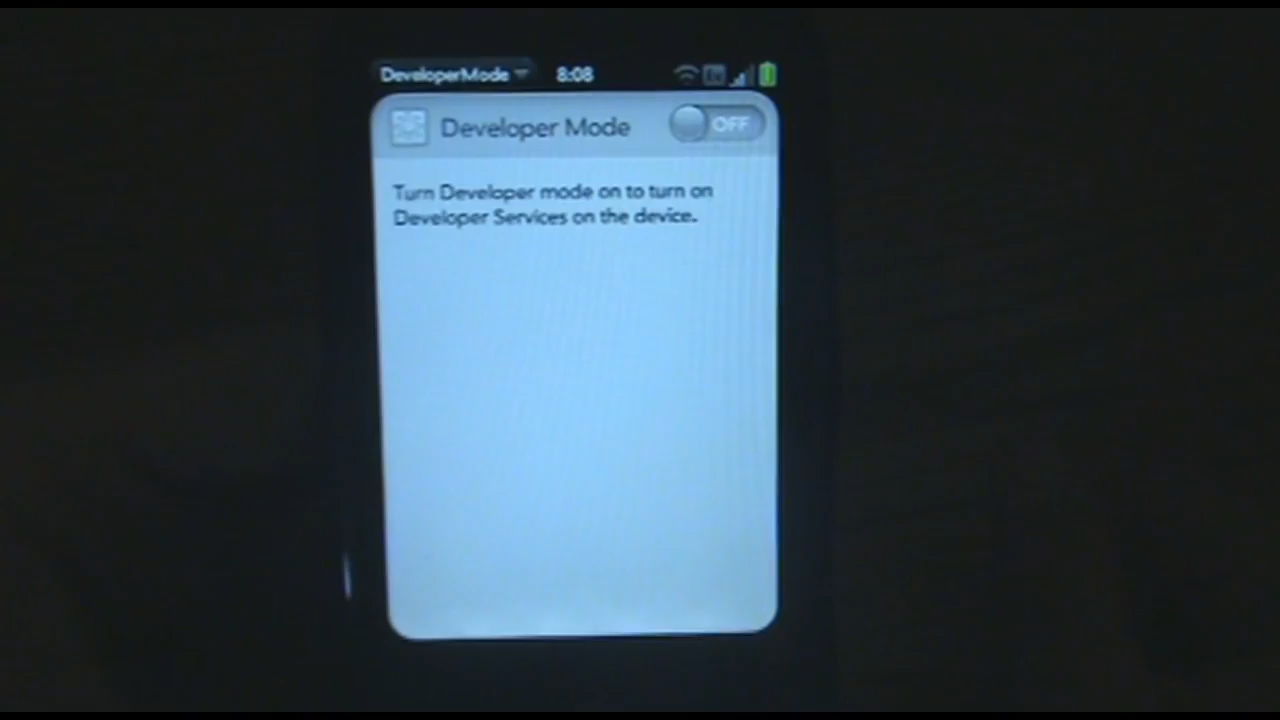 DeveloperMode 8:08
Developer Mode OFF
Turn Developer mode on to turn on
Developer Services on the device.